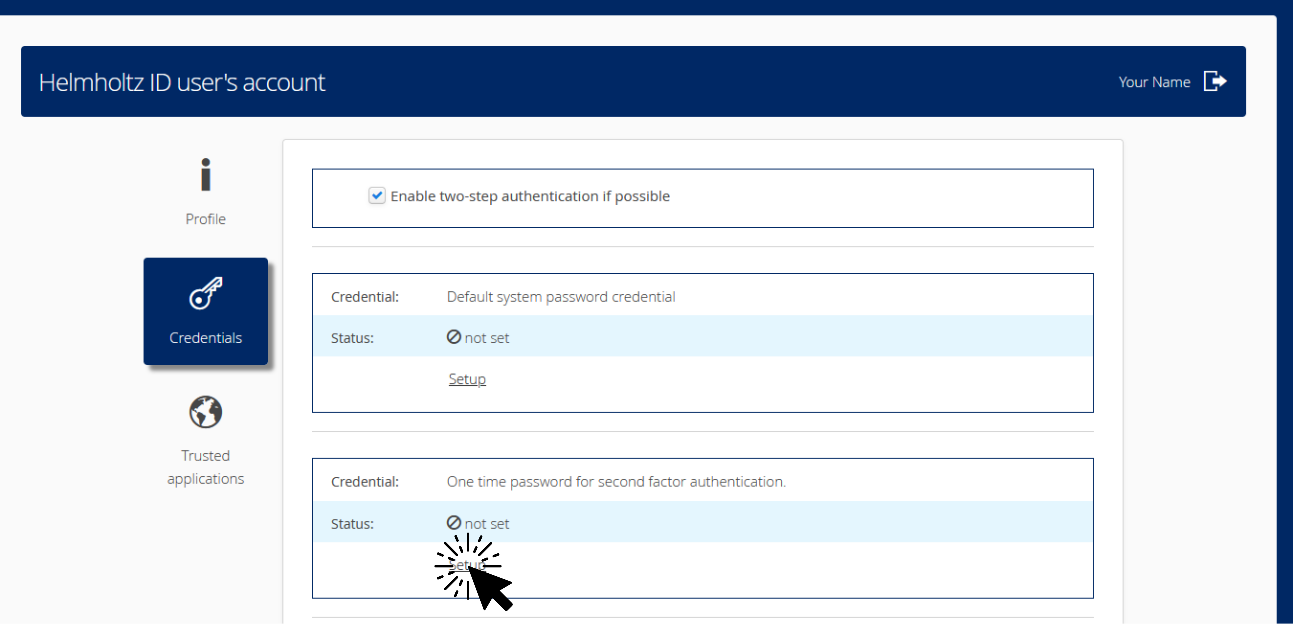 Helmholtz ID user's account
Your Name
Profile
Credentials
Trusted
applications
Enable two-step authentication if possible
Credential: Default system password credential
Status: not set
Setup
Credential: One time password for second factor authentication.
Status: not set
Setup